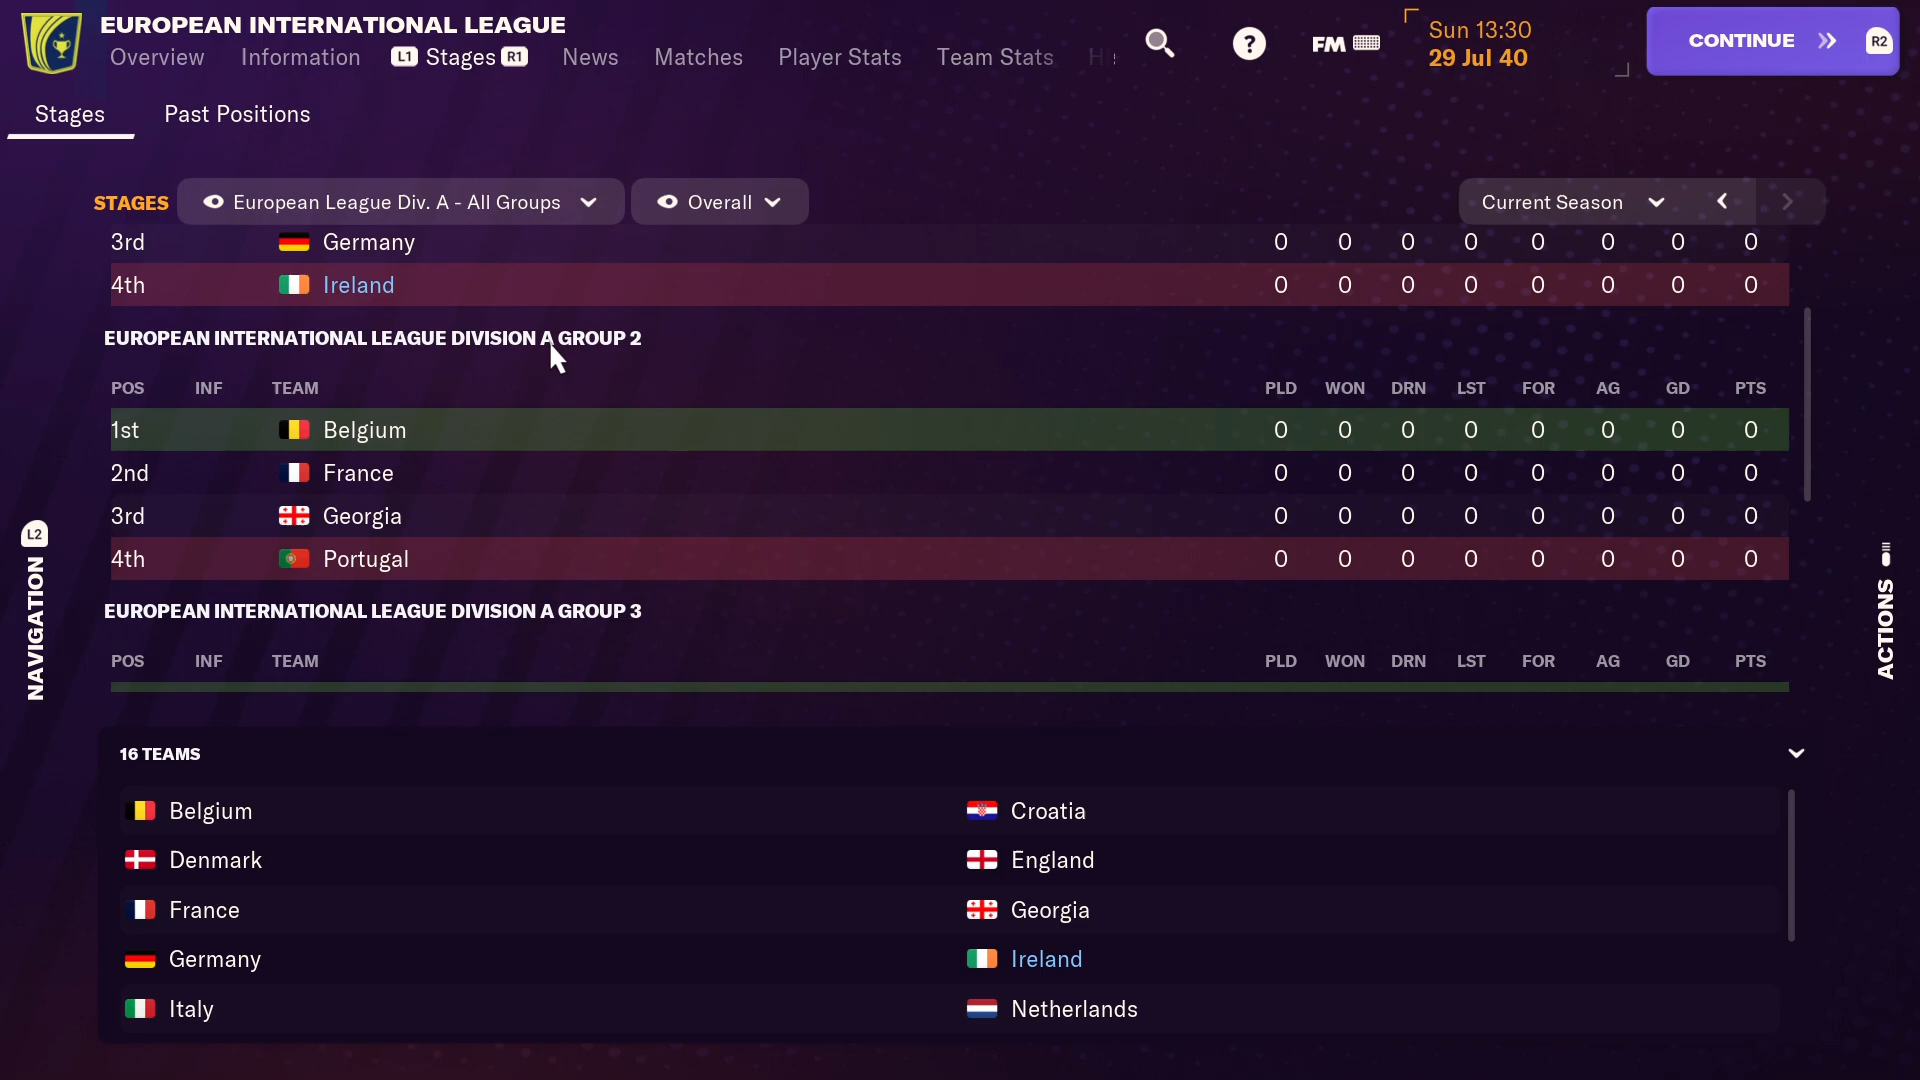 EUROPEAN INTERNATIONAL LEAGUE
Overview Information L1 Stages R1 News Matches Player Stats Team Stats
? FM Sun 13:30
29 Jul 40
CONTINUE R2
Stages Past Positions
STAGES European League Div. A - All Groups Overall Current Season
3rd Germany 0 0 0 0 0 0 0 0
4th Ireland 0 0 0 0 0 0 0 0
EUROPEAN INTERNATIONAL LEAGUE DIVISION A GROUP 2
POS INF TEAM PLD WON DRN LST FOR AG GD PTS
1st Belgium 0 0 0 0 0 0 0 0
2nd France 0 0 0 0 0 0 0 0
3rd Georgia 0 0 0 0 0 0 0 0
4th Portugal 0 0 0 0 0 0 0 0
EUROPEAN INTERNATIONAL LEAGUE DIVISION A GROUP 3
POS INF TEAM PLD WON DRN LST FOR AG GD PTS
L2
NAVIGATION
ACTIONS
16 TEAMS
Belgium Croatia
Denmark England
France Georgia
Germany Ireland
Italy Netherlands